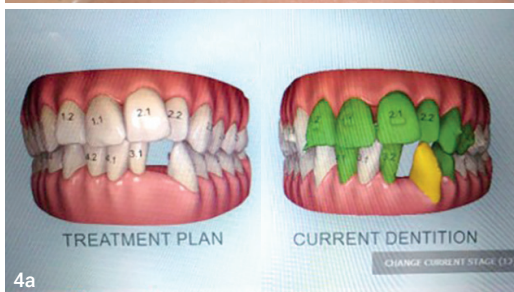 1.2 1.1 2.1 2.2
4.2 4.1 3.1
2.1 2.2
TREATMENT PLAN
CURRENT DENTITION
CHANGE CURRENT STAGE (13
4a